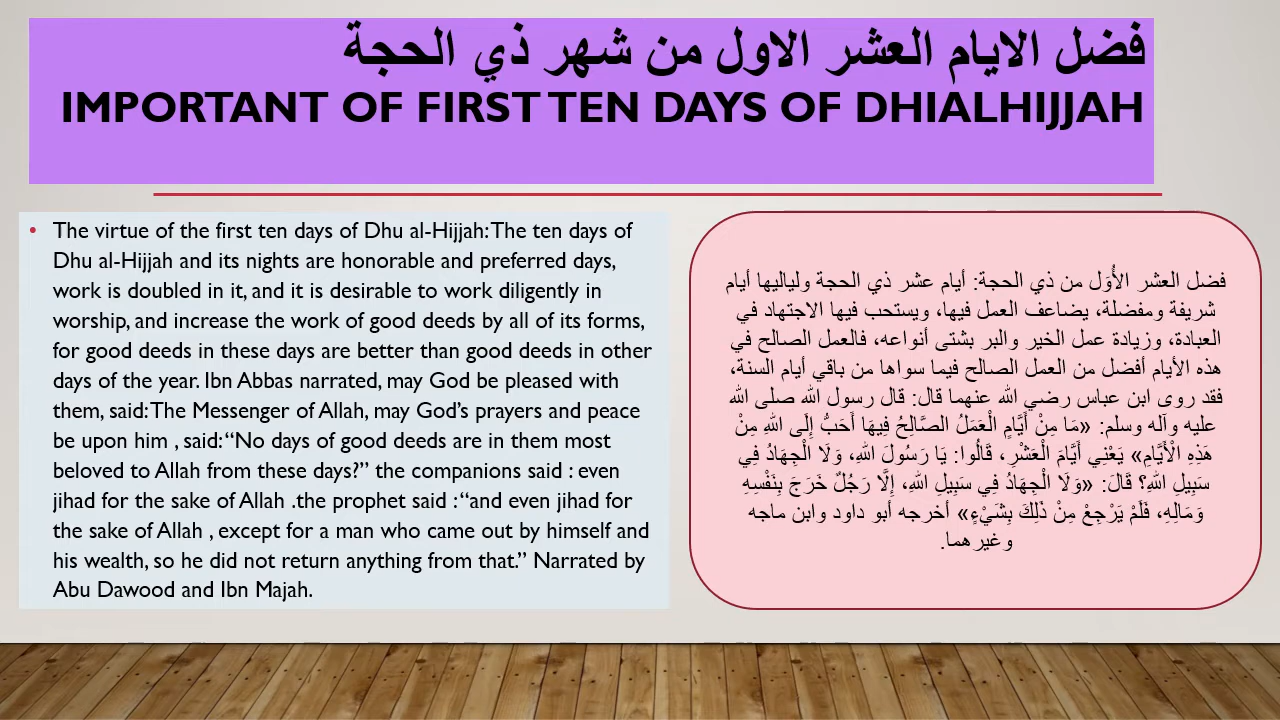 فضل الايام العشر الاول من شهر ذي الحجة
IMPORTANT OF FIRST TEN DAYS OF DHIALHIJJAH
• The virtue of the first ten days of Dhu al-Hijjah: The ten days of
Dhu al-Hijjah and its nights are honorable and preferred days,
work is doubled in it, and it is desirable to work diligently in
worship, and increase the work of good deeds by all of its forms,
for good deeds in these days are better than good deeds in other
days of the year. Ibn Abbas narrated, may God be pleased with
them, said: The Messenger of Allah, may God’s prayers and peace
be upon him , said: “No days of good deeds are in them most
beloved to Allah from these days?” the companions said : even
jihad for the sake of Allah .the prophet said :“and even jihad for
the sake of Allah , except for a man who came out by himself and
his wealth, so he did not return anything from that.” Narrated by
Abu Dawood and Ibn Majah.
فضل العشر الأُوَل من ذي الحجة: أيام عشر ذي الحجة ولياليها أيام
شريفة ومفضلة، يضاعف العمل فيها، ويستحب فيها الاجتهاد في
العبادة، وزيادة عمل الخير والبر بشتى أنواعه، فالعمل الصالح في
هذه الأيام أفضل من العمل الصالح فيما سواها من باقي أيام السنة،
فقد روى ابن عباس رضي الله عنهما قال: قال رسول الله صلى الله
عليه وآله وسلم: «مَا مِنْ أَيَّامٍ الْعَمَلُ الصَّالِحُ فِيهَا أَحَبُّ إِلَى اللهِ مِنْ
هَذِهِ الْأَيَّامِ» يَعْنِي أَيَّامَ الْعَشْرِ، قَالُوا: يَا رَسُولَ اللهِ، وَلَا الْجِهَادُ فِي
سَبِيلِ اللهِ؟ قَالَ: «وَلَا الْجِهَادُ فِي سَبِيلِ اللهِ، إِلَّا رَجُلٌ خَرَجَ بِنَفْسِهِ
وَمَالِهِ، فَلَمْ يَرْجِعْ مِنْ ذَلِكَ بِشَيْءٍ» أخرجه أبو داود وابن ماجه
وغيرهما.